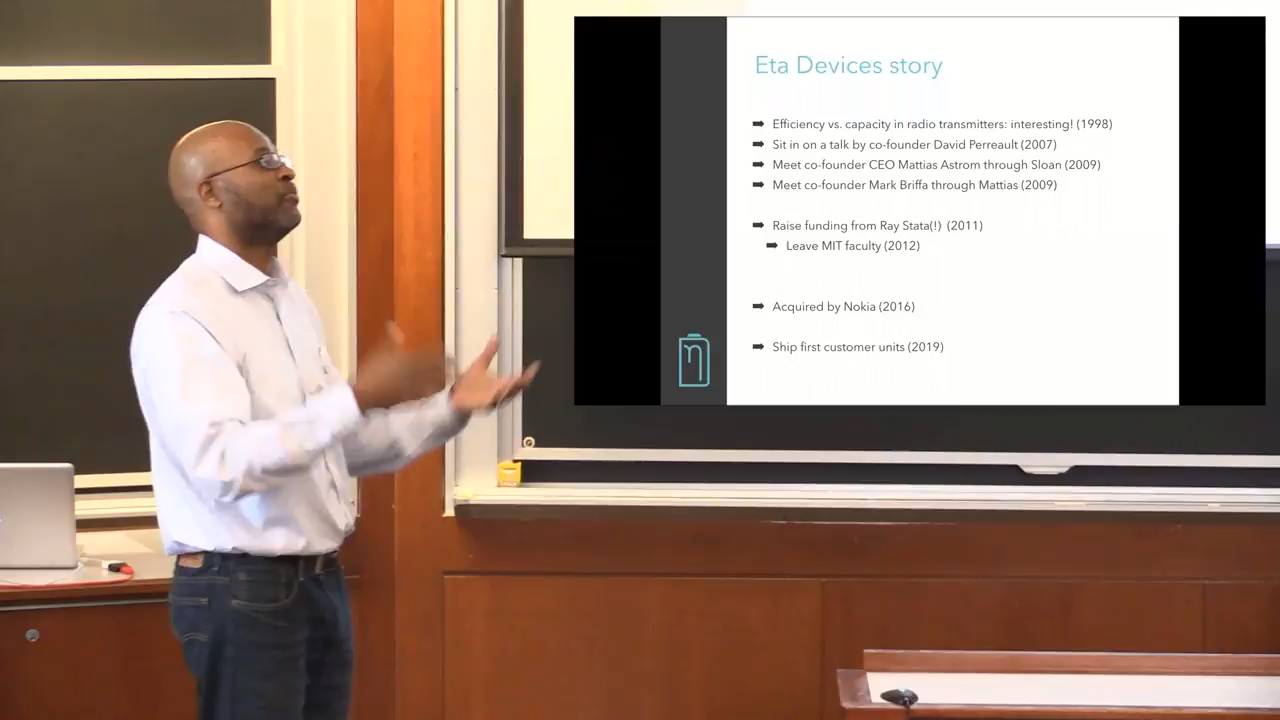 Eta Devices story
➡ Efficiency vs. capacity in radio transmitters: interesting! (1998)
➡ Sit in on a talk by co-founder David Perreault (2007)
➡ Meet co-founder CEO Mattias Astrom through Sloan (2009)
➡ Meet co-founder Mark Briffa through Mattias (2009)
➡ Raise funding from Ray Stata(!) (2011)
➡ Leave MIT faculty (2012)
➡ Acquired by Nokia (2016)
➡ Ship first customer units (2019)
η